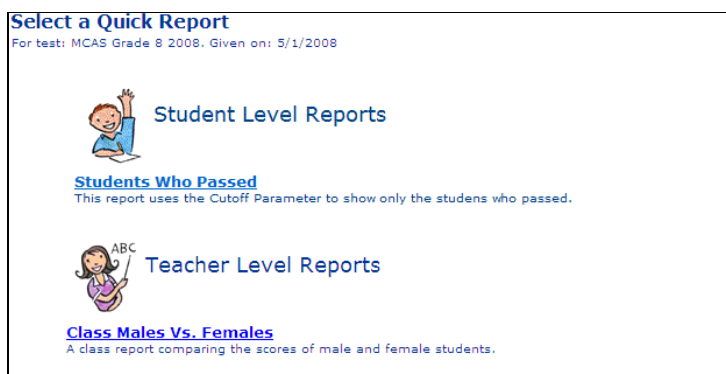 Select a Quick Report
For test: MCAS Grade 8 2008. Given on: 5/1/2008
Student Level Reports
Students Who Passed
This report uses the Cutoff Parameter to show only the studens who passed.
ABC
Teacher Level Reports
Class Males Vs. Females
A class report comparing the scores of male and female students.